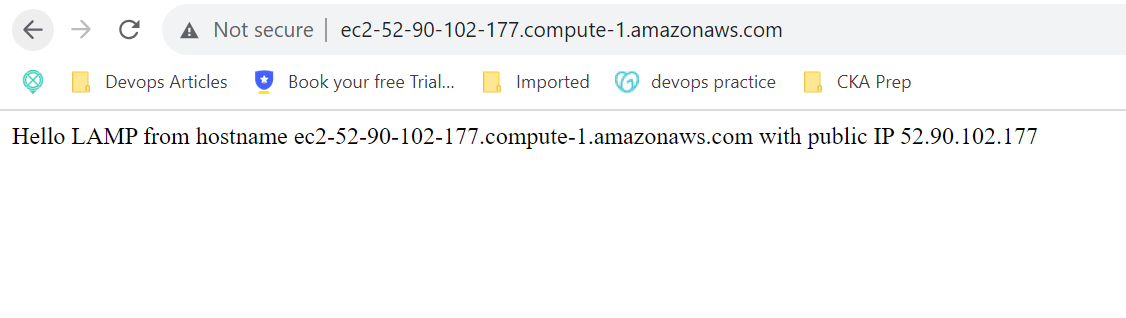 Not secure | ec2-52-90-102-177.compute-1.amazonaws.com
Devops Articles Book your free Trial... Imported devops practice CKA Prep
Hello LAMP from hostname ec2-52-90-102-177.compute-1.amazonaws.com with public IP 52.90.102.177